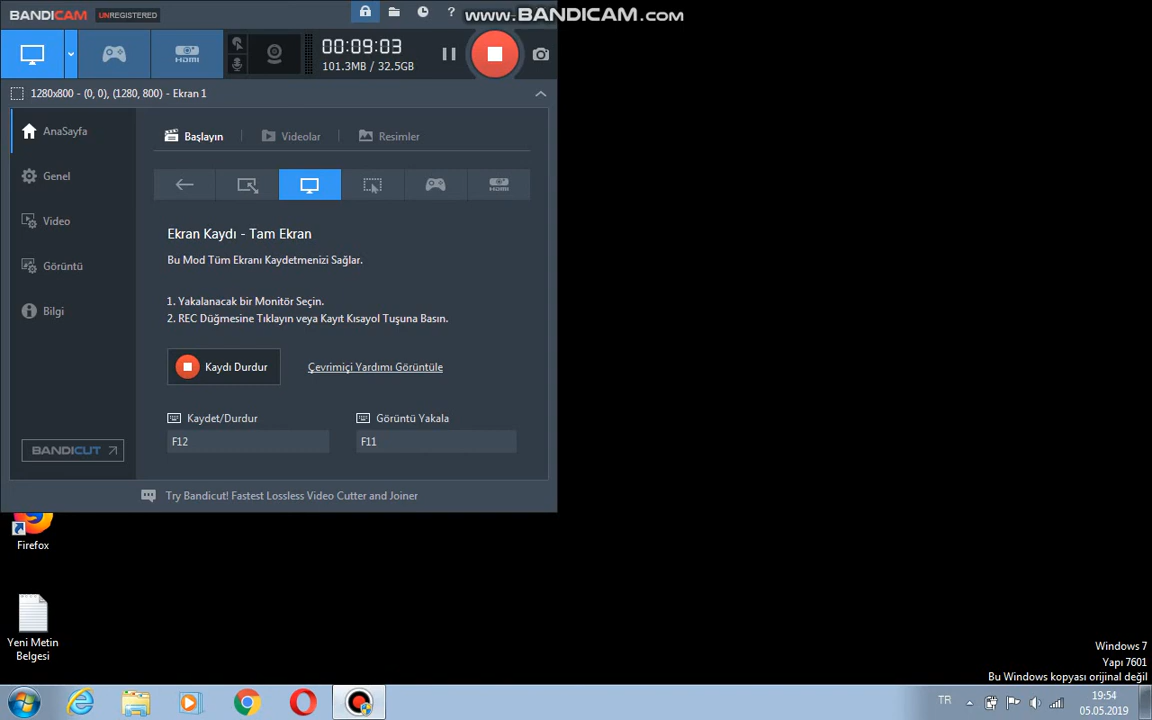 BANDICAM UNREGISTERED
?
www.BANDICAM.com
HDMI
00:09:03
101.3MB / 32.5GB
1280x800 - (0, 0), (1280, 800) - Ekran 1
AnaSayfa
Genel
Video
Görüntü
Bilgi
BANDICUT
Başlayın
Videolar
Resimler
HDMI
Ekran Kaydı - Tam Ekran
Bu Mod Tüm Ekranı Kaydetmenizi Sağlar.
1. Yakalanacak bir Monitör Seçin.
2. REC Düğmesine Tıklayın veya Kayıt Kısayol Tuşuna Basın.
Kaydı Durdur
Çevrimiçi Yardımı Görüntüle
Kaydet/Durdur
Görüntü Yakala
F12
F11
Try Bandicut! Fastest Lossless Video Cutter and Joiner
Firefox
Yeni Metin
Belgesi
Windows 7
Yapı 7601
Bu Windows kopyası orijinal değil
TR
19:54
05.05.2019